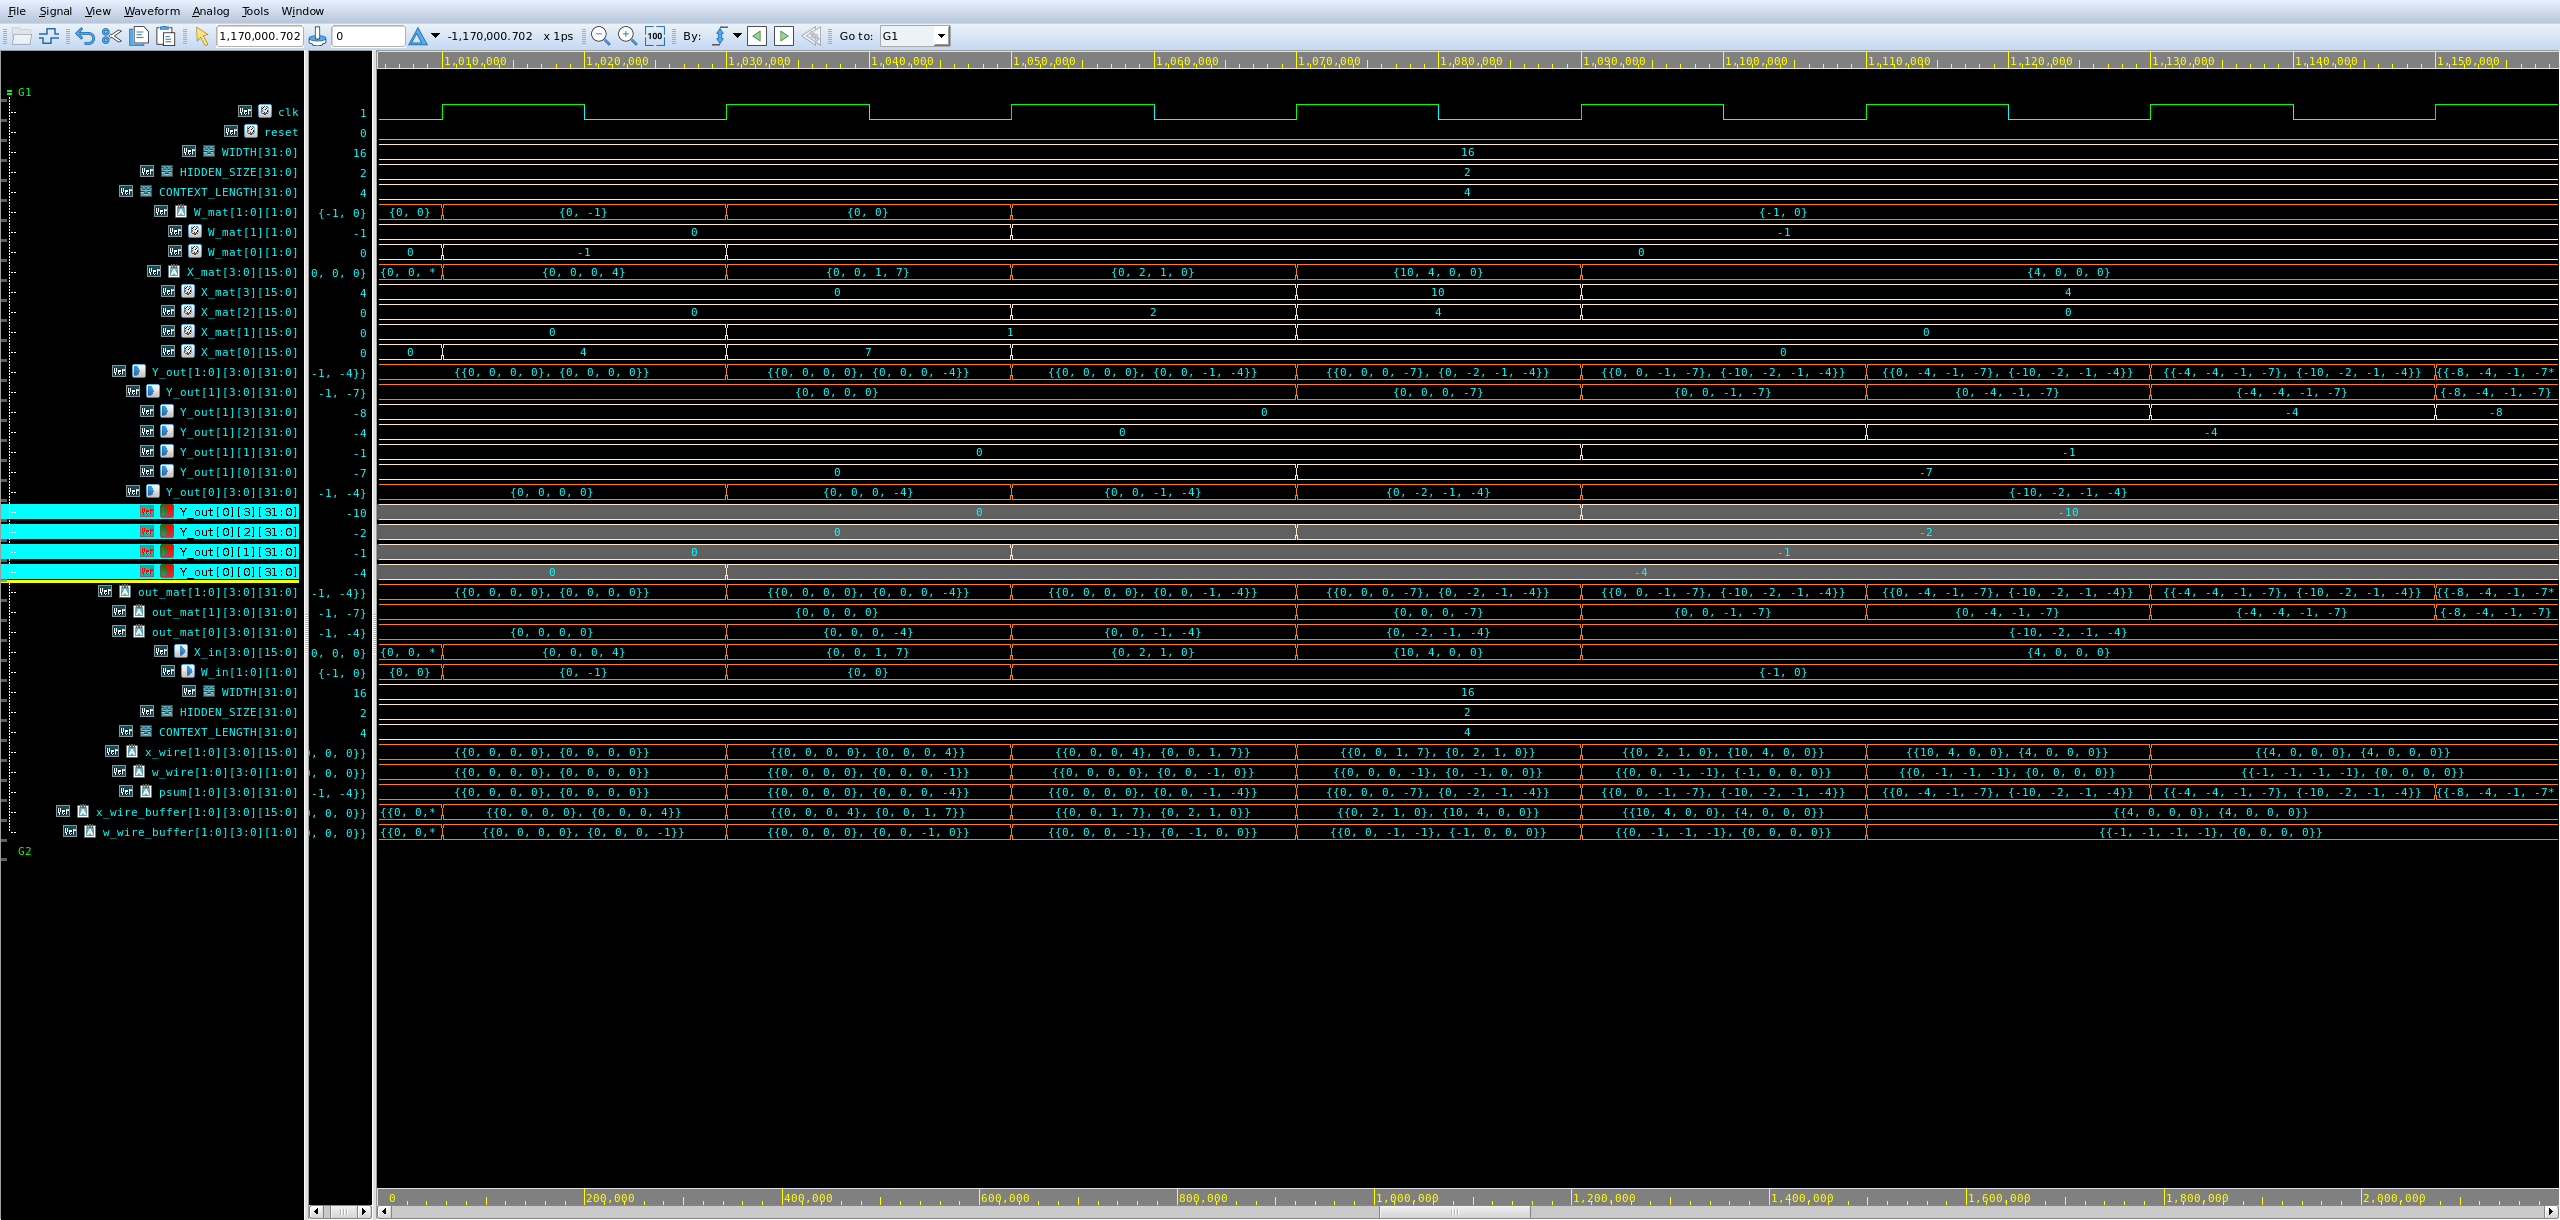 File Signal View Waveform Analog Tools Window
1,170,000.702 0 -1,170,000.702 x 1ps 100 By: Go to: G1
1,010,000 1,020,000 1,030,000 1,040,000 1,050,000 1,060,000 1,070,000 1,080,000 1,090,000 1,100,000 1,110,000 1,120,000 1,130,000 1,140,000 1,150,000
G1
clk 1
reset 0
WIDTH[31:0] 16 16
HIDDEN_SIZE[31:0] 2 2
CONTEXT_LENGTH[31:0] 4 4
W_mat[1:0][1:0] {-1, 0} {0, 0} {0, -1} {0, 0} {-1, 0}
W_mat[1][1:0] -1 0 -1
W_mat[0][1:0] 0 0 -1 0
X_mat[3:0][15:0] 0, 0, 0} {0, 0, * {0, 0, 0, 4} {0, 0, 1, 7} {0, 2, 1, 0} {10, 4, 0, 0} {4, 0, 0, 0}
X_mat[3][15:0] 4 0 10 4
X_mat[2][15:0] 0 0 2 4 0
X_mat[1][15:0] 0 0 1 0
X_mat[0][15:0] 0 0 4 7 0
Y_out[1:0][3:0][31:0] -1, -4}} {{0, 0, 0, 0}, {0, 0, 0, 0}} {{0, 0, 0, 0}, {0, 0, 0, -4}} {{0, 0, 0, 0}, {0, 0, -1, -4}} {{0, 0, 0, -7}, {0, -2, -1, -4}} {{0, 0, -1, -7}, {-10, -2, -1, -4}} {{0, -4, -1, -7}, {-10, -2, -1, -4}} {{-4, -4, -1, -7}, {-10, -2, -1, -4}} {{-8, -4, -1, -7*
Y_out[1][3:0][31:0] -1, -7} {0, 0, 0, 0} {0, 0, 0, -7} {0, 0, -1, -7} {0, -4, -1, -7} {-4, -4, -1, -7} {-8, -4, -1, -7}
Y_out[1][3][31:0] -8 0 -4 -8
Y_out[1][2][31:0] -4 0 -4
Y_out[1][1][31:0] -1 0 -1
Y_out[1][0][31:0] -7 0 -7
Y_out[0][3:0][31:0] -1, -4} {0, 0, 0, 0} {0, 0, 0, -4} {0, 0, -1, -4} {0, -2, -1, -4} {-10, -2, -1, -4}
Y_out[0][3][31:0] -10 0 -10
Y_out[0][2][31:0] -2 0 -2
Y_out[0][1][31:0] -1 0 -1
Y_out[0][0][31:0] -4 0 -4
out_mat[1:0][3:0][31:0] -1, -4}} {{0, 0, 0, 0}, {0, 0, 0, 0}} {{0, 0, 0, 0}, {0, 0, 0, -4}} {{0, 0, 0, 0}, {0, 0, -1, -4}} {{0, 0, 0, -7}, {0, -2, -1, -4}} {{0, 0, -1, -7}, {-10, -2, -1, -4}} {{0, -4, -1, -7}, {-10, -2, -1, -4}} {{-4, -4, -1, -7}, {-10, -2, -1, -4}} {{-8, -4, -1, -7*
out_mat[1][3:0][31:0] -1, -7} {0, 0, 0, 0} {0, 0, 0, -7} {0, 0, -1, -7} {0, -4, -1, -7} {-4, -4, -1, -7} {-8, -4, -1, -7}
out_mat[0][3:0][31:0] -1, -4} {0, 0, 0, 0} {0, 0, 0, -4} {0, 0, -1, -4} {0, -2, -1, -4} {-10, -2, -1, -4}
X_in[3:0][15:0] 0, 0, 0} {0, 0, * {0, 0, 0, 4} {0, 0, 1, 7} {0, 2, 1, 0} {10, 4, 0, 0} {4, 0, 0, 0}
W_in[1:0][1:0] {-1, 0} {0, 0} {0, -1} {0, 0} {-1, 0}
WIDTH[31:0] 16 16
HIDDEN_SIZE[31:0] 2 2
CONTEXT_LENGTH[31:0] 4 4
x_wire[1:0][3:0][15:0] , 0, 0}} {{0, 0, 0, 0}, {0, 0, 0, 0}} {{0, 0, 0, 0}, {0, 0, 0, 4}} {{0, 0, 0, 4}, {0, 0, 1, 7}} {{0, 0, 1, 7}, {0, 2, 1, 0}} {{0, 2, 1, 0}, {10, 4, 0, 0}} {{10, 4, 0, 0}, {4, 0, 0, 0}} {{4, 0, 0, 0}, {4, 0, 0, 0}}
w_wire[1:0][3:0][1:0] , 0, 0}} {{0, 0, 0, 0}, {0, 0, 0, 0}} {{0, 0, 0, 0}, {0, 0, 0, -1}} {{0, 0, 0, 0}, {0, 0, -1, 0}} {{0, 0, 0, -1}, {0, -1, 0, 0}} {{0, 0, -1, -1}, {-1, 0, 0, 0}} {{0, -1, -1, -1}, {0, 0, 0, 0}} {{-1, -1, -1, -1}, {0, 0, 0, 0}}
psum[1:0][3:0][31:0] -1, -4}} {{0, 0, 0, 0}, {0, 0, 0, 0}} {{0, 0, 0, 0}, {0, 0, 0, -4}} {{0, 0, 0, 0}, {0, 0, -1, -4}} {{0, 0, 0, -7}, {0, -2, -1, -4}} {{0, 0, -1, -7}, {-10, -2, -1, -4}} {{0, -4, -1, -7}, {-10, -2, -1, -4}} {{-4, -4, -1, -7}, {-10, -2, -1, -4}} {{-8, -4, -1, -7*
x_wire_buffer[1:0][3:0][15:0] , 0, 0}} {{0, 0,* {{0, 0, 0, 0}, {0, 0, 0, 4}} {{0, 0, 0, 4}, {0, 0, 1, 7}} {{0, 0, 1, 7}, {0, 2, 1, 0}} {{0, 2, 1, 0}, {10, 4, 0, 0}} {{10, 4, 0, 0}, {4, 0, 0, 0}} {{4, 0, 0, 0}, {4, 0, 0, 0}}
w_wire_buffer[1:0][3:0][1:0] , 0, 0}} {{0, 0,* {{0, 0, 0, 0}, {0, 0, 0, -1}} {{0, 0, 0, 0}, {0, 0, -1, 0}} {{0, 0, 0, -1}, {0, -1, 0, 0}} {{0, 0, -1, -1}, {-1, 0, 0, 0}} {{0, -1, -1, -1}, {0, 0, 0, 0}} {{-1, -1, -1, -1}, {0, 0, 0, 0}}
G2
0 200,000 400,000 600,000 800,000 1,000,000 1,200,000 1,400,000 1,600,000 1,800,000 2,000,000